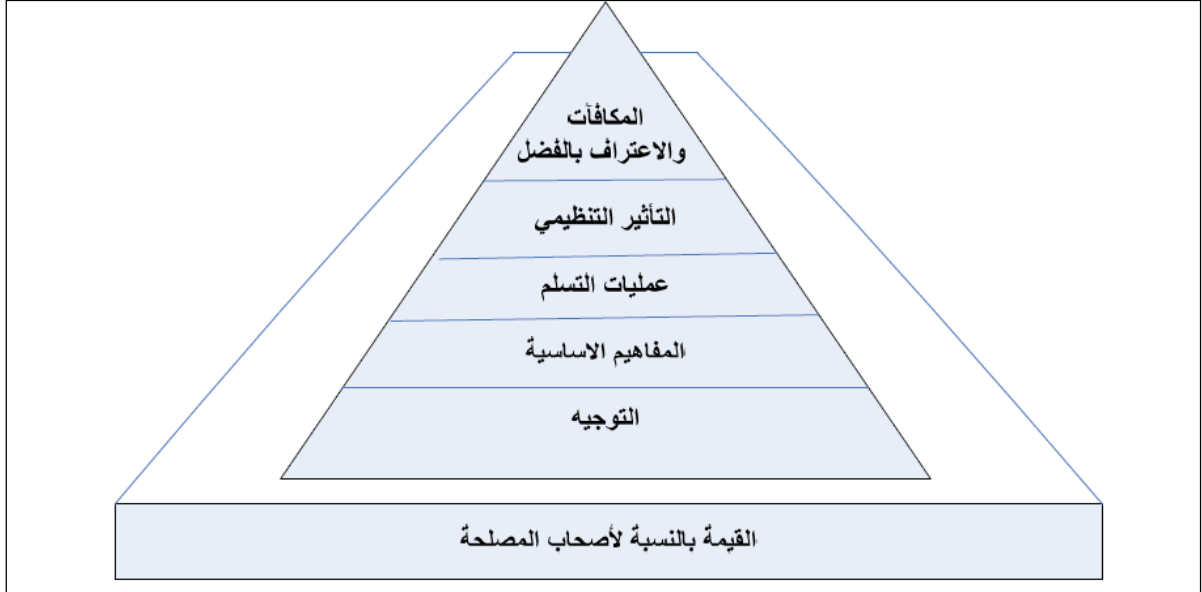 المكافآت
والاعتراف بالفضل
التأثير التنظيمي
عمليات التسلم
المفاهيم الاساسية
التوجيه
القيمة بالنسبة لأصحاب المصلحة